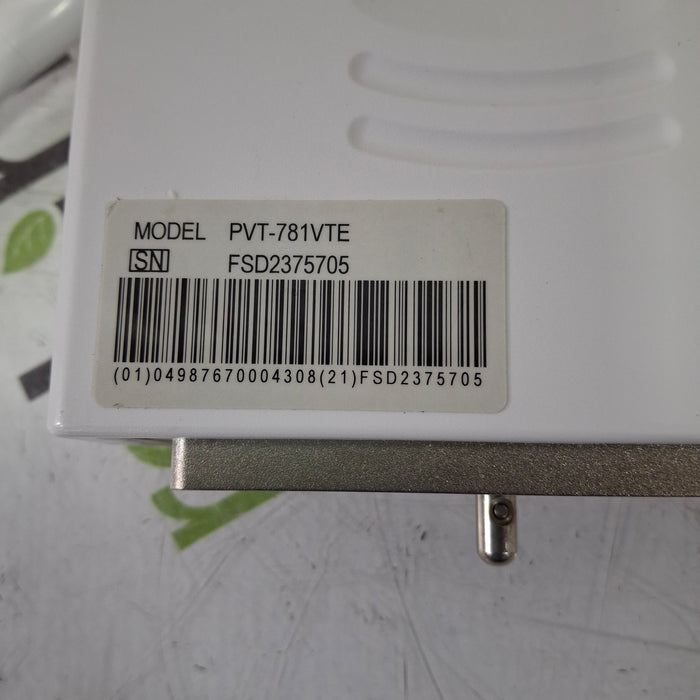 MODEL PVT-781VTE
SN FSD2375705
(01)04987670004308(21)FSD2375705